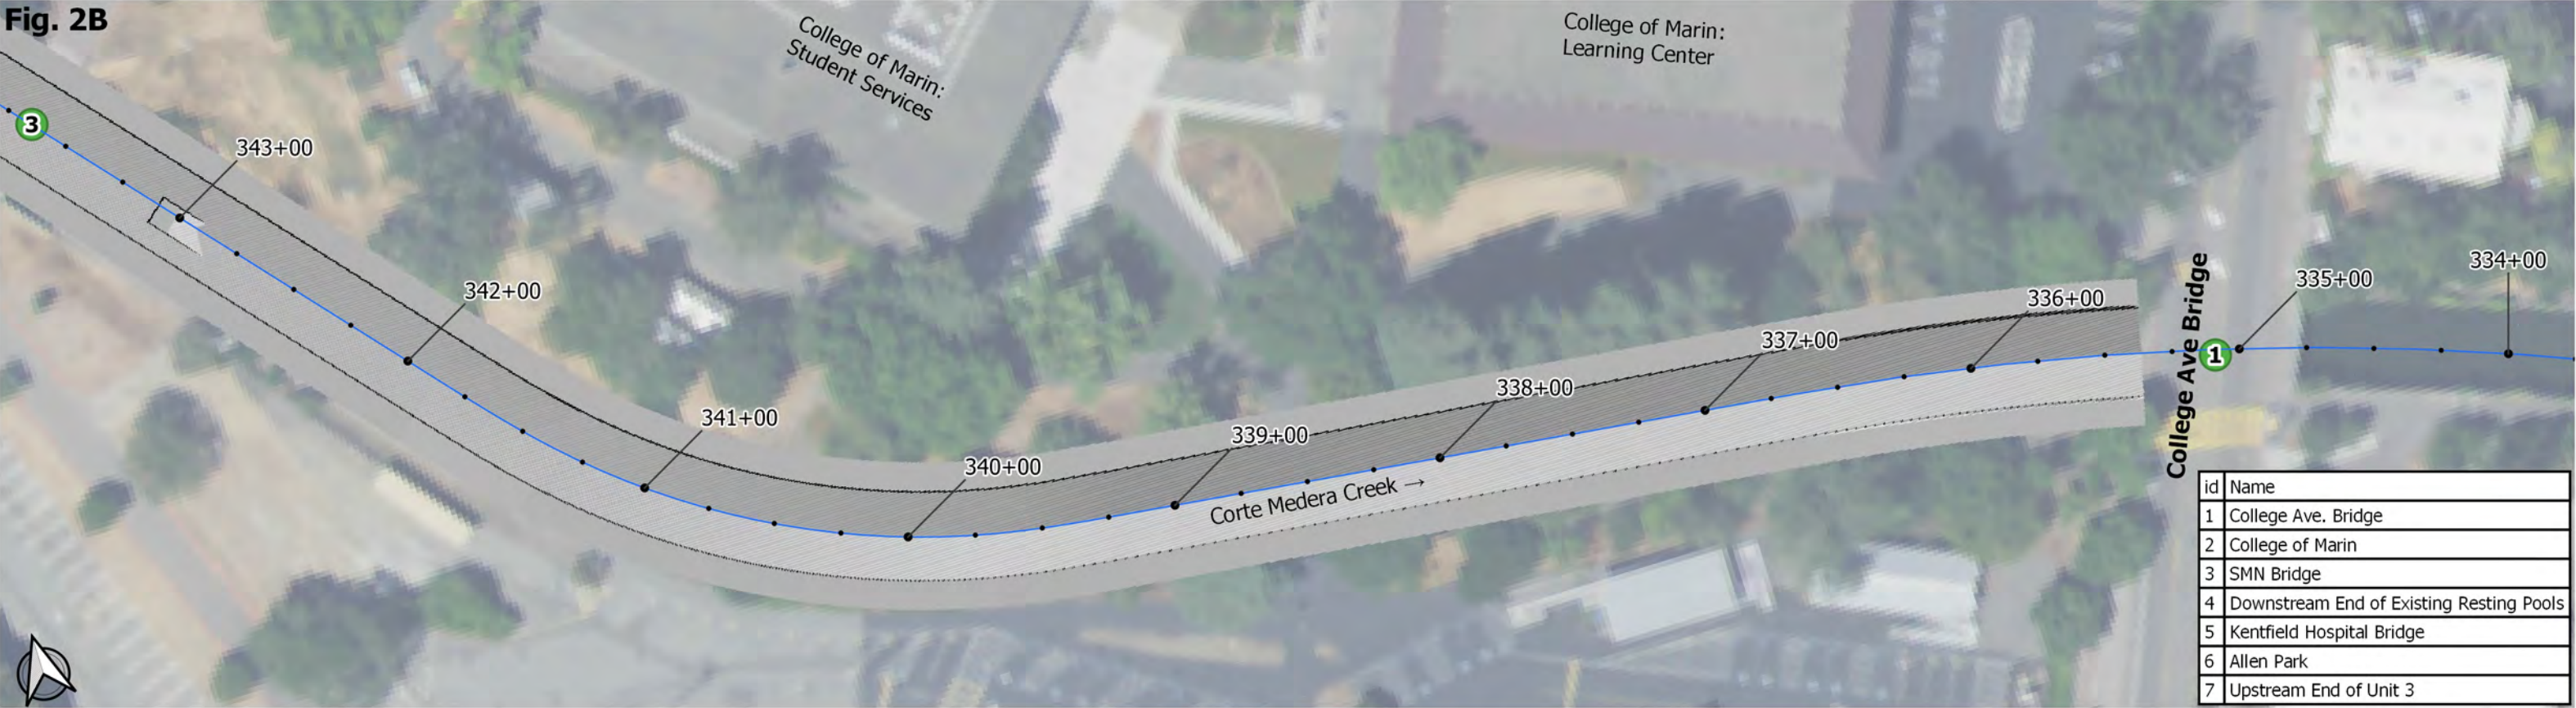 Fig. 2B
College of Marin:
Student Services
College of Marin:
Learning Center
3
343+00
342+00
341+00
340+00
339+00
338+00
337+00
336+00
335+00
334+00
Corte Medera Creek →
College Ave Bridge
1
id Name
1 College Ave. Bridge
2 College of Marin
3 SMN Bridge
4 Downstream End of Existing Resting Pools
5 Kentfield Hospital Bridge
6 Allen Park
7 Upstream End of Unit 3